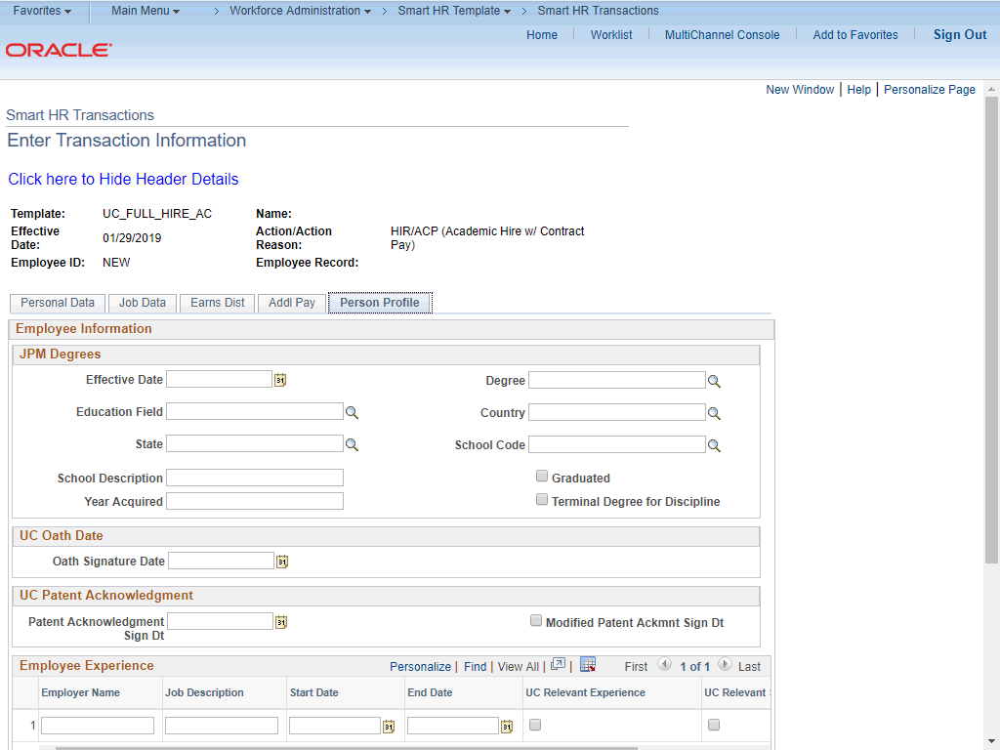 Favorites Main Menu > Workforce Administration > Smart HR Template > Smart HR Transactions
Home Worklist MultiChannel Console Add to Favorites Sign Out
ORACLE
New Window | Help | Personalize Page
Smart HR Transactions
Enter Transaction Information
Click here to Hide Header Details
Template: UC_FULL_HIRE_AC Name:
Effective Date: 01/29/2019 Action/Action Reason: HIR/ACP (Academic Hire w/ Contract Pay)
Employee ID: NEW Employee Record:
Personal Data Job Data Earns Dist Addl Pay Person Profile
Employee Information
JPM Degrees
Effective Date 31 Degree
Education Field Country
State School Code
School Description Graduated
Year Acquired Terminal Degree for Discipline
UC Oath Date
Oath Signature Date 31
UC Patent Acknowledgment
Patent Acknowledgment Sign Dt 31 Modified Patent Ackmnt Sign Dt
Employee Experience Personalize | Find | View All | | First 1 of 1 Last
Employer Name Job Description Start Date End Date UC Relevant Experience UC Relevant
1 31 31